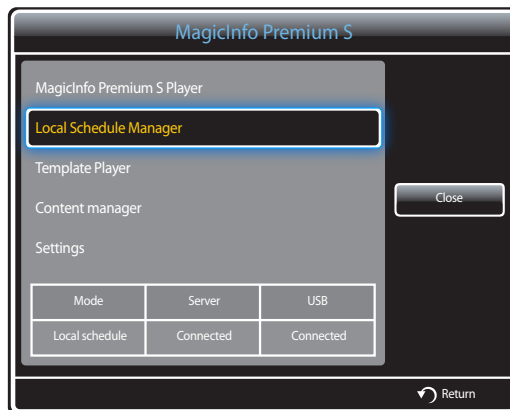 MagicInfo Premium S
MagicInfo Premium S Player
Local Schedule Manager
Template Player
Content manager
Settings
Close
Mode Server USB
Local schedule Connected Connected
Return